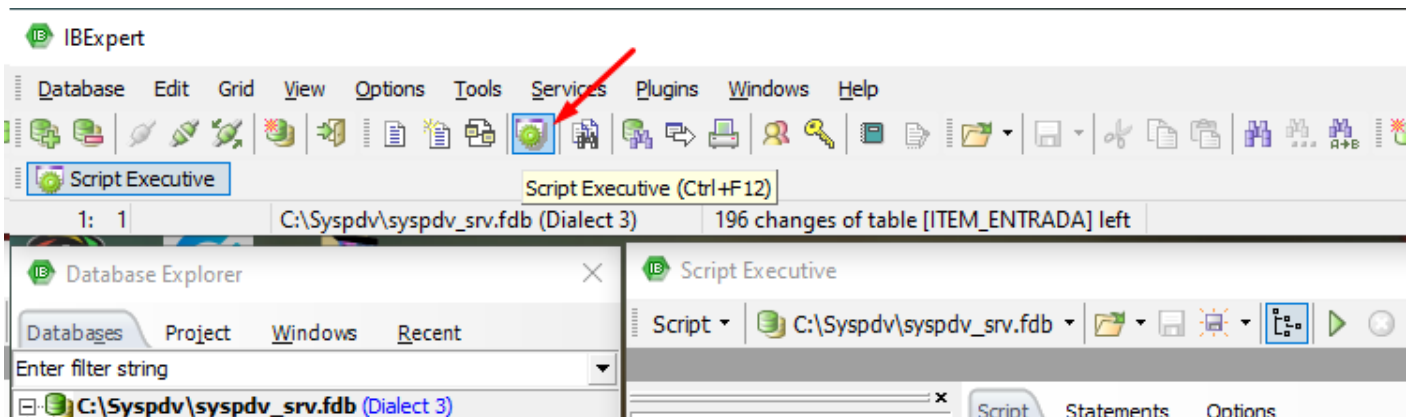 IBExpert
Database Edit Grid View Options Tools Services Plugins Windows Help
Script Executive
Script Executive (Ctrl+F12)
1: 1 C:\Syspdv\syspdv_srv.fdb (Dialect 3) 196 changes of table [ITEM_ENTRADA] left
Database Explorer
Databases Project Windows Recent
Enter filter string
C:\Syspdv\syspdv_srv.fdb (Dialect 3)
Script Executive
Script C:\Syspdv\syspdv_srv.fdb
Script Statements Options